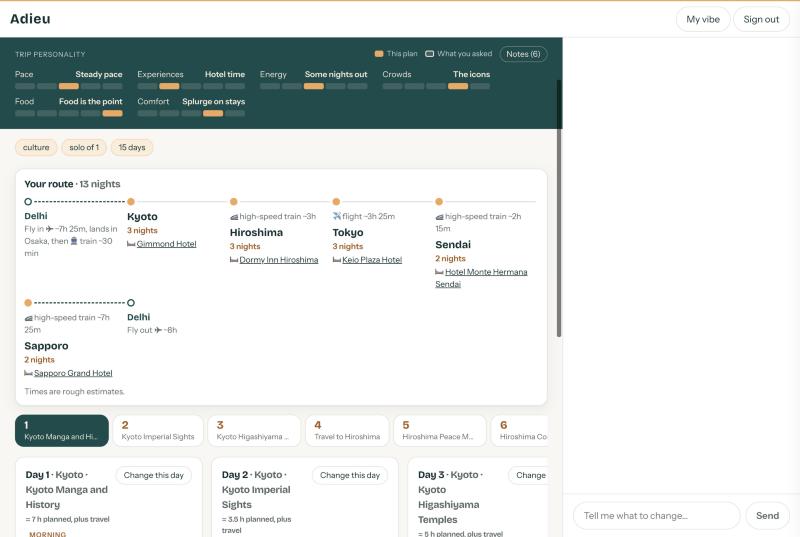 Adieu
My vibe
Sign out
TRIP PERSONALITY
This plan
What you asked
Notes (6)
Pace
Steady pace
Experiences
Hotel time
Energy
Some nights out
Crowds
The icons
Food
Food is the point
Comfort
Splurge on stays
culture
solo of 1
15 days
Your route · 13 nights
Delhi
Fly in ✈ ~7h 25m, lands in
Osaka, then 🚆 train ~30
min
Kyoto
3 nights
🛏 Gimmond Hotel
🚄 high-speed train ~3h
Hiroshima
3 nights
🛏 Dormy Inn Hiroshima
✈️ flight ~3h 25m
Tokyo
3 nights
🛏 Keio Plaza Hotel
🚄 high-speed train ~2h
15m
Sendai
2 nights
🛏 Hotel Monte Hermana
Sendai
🚄 high-speed train ~7h
25m
Sapporo
2 nights
🛏 Sapporo Grand Hotel
Delhi
Fly out ✈ ~8h
Times are rough estimates.
1
Kyoto Manga and Hi...
2
Kyoto Imperial Sights
3
Kyoto Higashiyama ...
4
Travel to Hiroshima
5
Hiroshima Peace M...
6
Hiroshima Co
Day 1 · Kyoto ·
Kyoto Manga and
History
≈ 7 h planned, plus travel
Change this day
MORNING
Day 2 · Kyoto ·
Kyoto Imperial
Sights
≈ 3.5 h planned, plus
travel
Change this day
Day 3 · Kyoto ·
Kyoto
Higashiyama
Temples
≈ 5 h planned, plus travel
Change
Tell me what to change...
Send